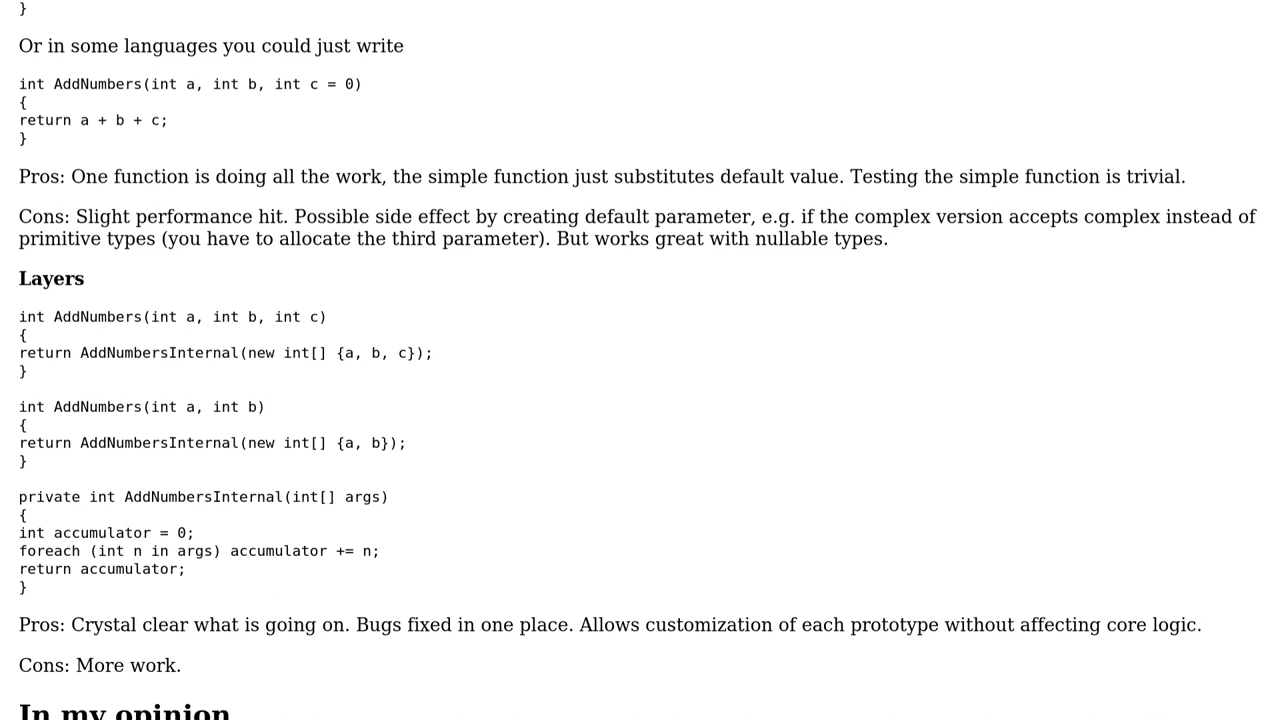 }
Or in some languages you could just write
int AddNumbers(int a, int b, int c = 0)
{
return a + b + c;
}
Pros: One function is doing all the work, the simple function just substitutes default value. Testing the simple function is trivial.
Cons: Slight performance hit. Possible side effect by creating default parameter, e.g. if the complex version accepts complex instead of
primitive types (you have to allocate the third parameter). But works great with nullable types.
Layers
int AddNumbers(int a, int b, int c)
{
return AddNumbersInternal(new int[] {a, b, c});
}
int AddNumbers(int a, int b)
{
return AddNumbersInternal(new int[] {a, b});
}
private int AddNumbersInternal(int[] args)
{
int accumulator = 0;
foreach (int n in args) accumulator += n;
return accumulator;
}
Pros: Crystal clear what is going on. Bugs fixed in one place. Allows customization of each prototype without affecting core logic.
Cons: More work.
In my opinion